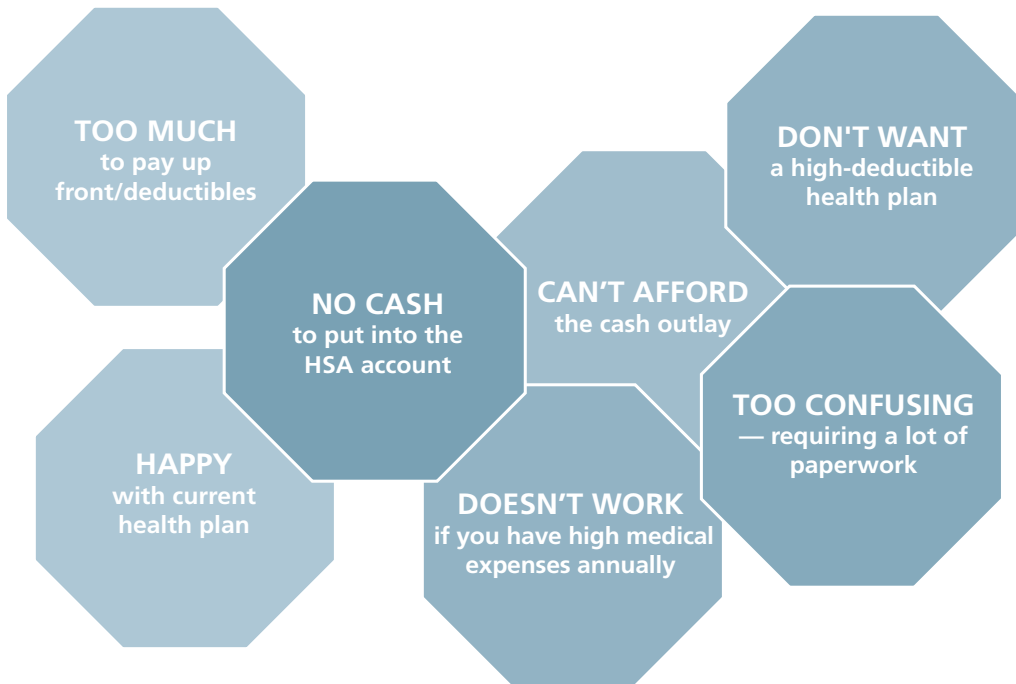 TOO MUCH
to pay up
front/deductibles
DON'T WANT
a high-deductible
health plan
NO CASH
to put into the
HSA account
CAN’T AFFORD
the cash outlay
TOO CONFUSING
— requiring a lot of
paperwork
HAPPY
with current
health plan
DOESN’T WORK
if you have high medical
expenses annually